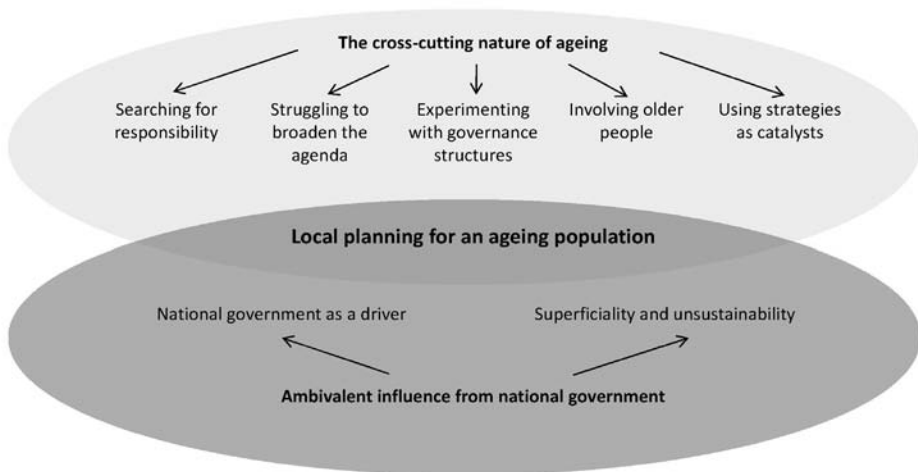 The cross-cutting nature of ageing
Searching for
responsibility
Struggling to
broaden the
agenda
Experimenting
with governance
structures
Involving older
people
Using strategies
as catalysts
Local planning for an ageing population
National government as a driver
Superficiality and unsustainability
Ambivalent influence from national government